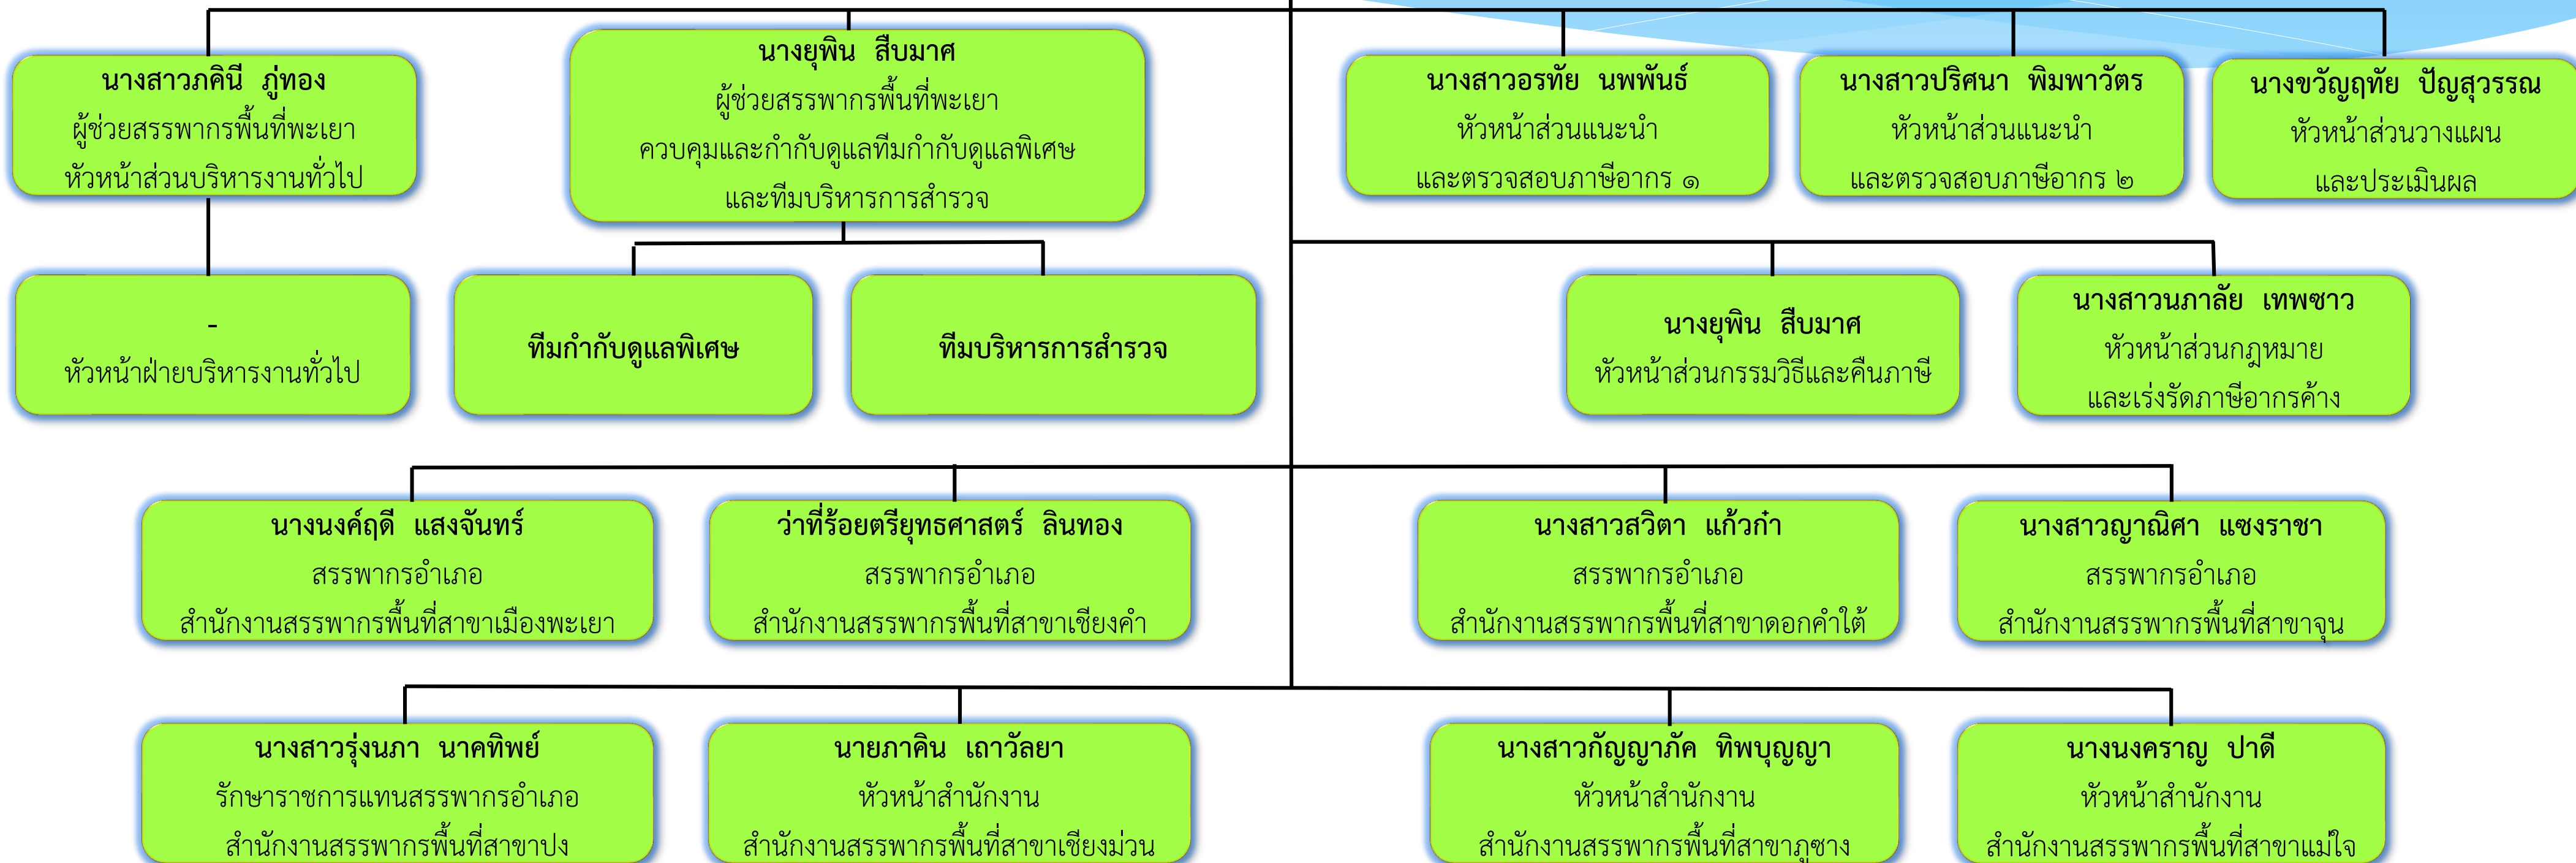 นางสาวภคินี ภู่ทอง
ผู้ช่วยสรรพากรพื้นที่พะเยา
หัวหน้าส่วนบริหารงานทั่วไป
นางยุพิน สืบมาศ
ผู้ช่วยสรรพากรพื้นที่พะเยา
ควบคุมและกำกับดูแลทีมกำกับดูแลพิเศษ
และทีมบริหารการสำรวจ
นางสาวอรทัย นพพันธ์
หัวหน้าส่วนแนะนำ
และตรวจสอบภาษีอากร ๑
นางสาวปริศนา พิมพาวัตร
หัวหน้าส่วนแนะนำ
และตรวจสอบภาษีอากร ๒
นางขวัญฤทัย ปัญสุวรรณ
หัวหน้าส่วนวางแผน
และประเมินผล
-
หัวหน้าฝ่ายบริหารงานทั่วไป
ทีมกำกับดูแลพิเศษ
ทีมบริหารการสำรวจ
นางยุพิน สืบมาศ
หัวหน้าส่วนกรรมวิธีและคืนภาษี
นางสาวนภาลัย เทพซาว
หัวหน้าส่วนกฎหมาย
และเร่งรัดภาษีอากรค้าง
นางนงค์ฤดี แสงจันทร์
สรรพากรอำเภอ
สำนักงานสรรพากรพื้นที่สาขาเมืองพะเยา
ว่าที่ร้อยตรียุทธศาสตร์ ลินทอง
สรรพากรอำเภอ
สำนักงานสรรพากรพื้นที่สาขาเชียงคำ
นางสาวสวิตา แก้วก๋า
สรรพากรอำเภอ
สำนักงานสรรพากรพื้นที่สาขาดอกคำใต้
นางสาวญาณิศา แซงราชา
สรรพากรอำเภอ
สำนักงานสรรพากรพื้นที่สาขาจุน
นางสาวรุ่งนภา นาคทิพย์
รักษาราชการแทนสรรพากรอำเภอ
สำนักงานสรรพากรพื้นที่สาขาปง
นายภาคิน เถาวัลยา
หัวหน้าสำนักงาน
สำนักงานสรรพากรพื้นที่สาขาเชียงม่วน
นางสาวกัญญาภัค ทิพบุญญา
หัวหน้าสำนักงาน
สำนักงานสรรพากรพื้นที่สาขาภูซาง
นางนงคราญ ปาดี
หัวหน้าสำนักงาน
สำนักงานสรรพากรพื้นที่สาขาแม่ใจ